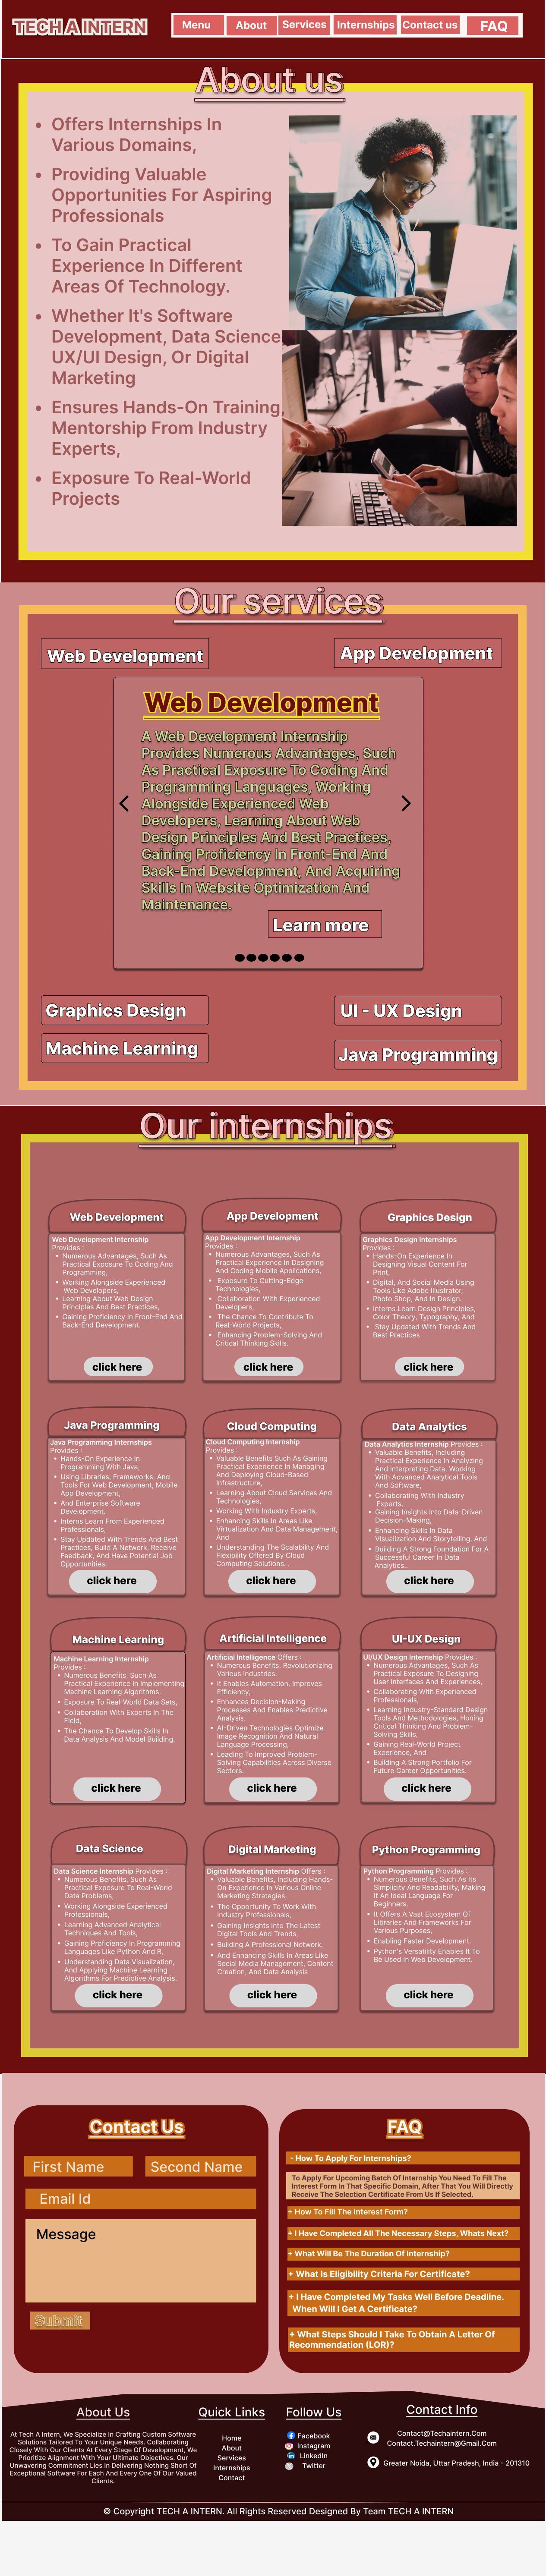 TECH A INTERN
Menu
About
Services
Internships
Contact us
FAQ
About us
• Offers Internships In
Various Domains,
• Providing Valuable
Opportunities For Aspiring
Professionals
• To Gain Practical
Experience In Different
Areas Of Technology.
• Whether It's Software
Development, Data Science
UX/UI Design, Or Digital
Marketing
• Ensures Hands-On Training,
Mentorship From Industry
Experts,
• Exposure To Real-World
Projects
Our services
Web Development
App Development
Web Development
A Web Development Internship
Provides Numerous Advantages, Such
As Practical Exposure To Coding And
Programming Languages, Working
Alongside Experienced Web
Developers, Learning About Web
Design Principles And Best Practices,
Gaining Proficiency In Front-End And
Back-End Development, And Acquiring
Skills In Website Optimization And
Maintenance.
Learn more
Graphics Design
UI - UX Design
Machine Learning
Java Programming
Our internships
Web Development
Web Development Internship
Provides :
• Numerous Advantages, Such As
Practical Exposure To Coding And
Programming,
• Working Alongside Experienced
Web Developers,
• Learning About Web Design
Principles And Best Practices,
• Gaining Proficiency In Front-End And
Back-End Development.
click here
App Development
App Development Internship
Provides :
• Numerous Advantages, Such As
Practical Experience In Designing
And Coding Mobile Applications,
• Exposure To Cutting-Edge
Technologies,
• Collaboration With Experienced
Developers,
• The Chance To Contribute To
Real-World Projects,
• Enhancing Problem-Solving And
Critical Thinking Skills.
click here
Graphics Design
Graphics Design Internships
Provides :
• Hands-On Experience In
Designing Visual Content For
Print,
• Digital, And Social Media Using
Tools Like Adobe Illustrator,
Photo Shop, And In Design.
• Interns Learn Design Principles,
Color Theory, Typography, And
• Stay Updated With Trends And
Best Practices
click here
Java Programming
Java Programming Internships
Provides :
• Hands-On Experience In
Programming With Java,
• Using Libraries, Frameworks, And
Tools For Web Development, Mobile
App Development,
• And Enterprise Software
Development.
• Interns Learn From Experienced
Professionals,
• Stay Updated With Trends And Best
Practices, Build A Network, Receive
Feedback, And Have Potential Job
Opportunities.
click here
Cloud Computing
Cloud Computing Internship
Provides :
• Valuable Benefits Such As Gaining
Practical Experience In Managing
And Deploying Cloud-Based
Infrastructure,
• Learning About Cloud Services And
Technologies,
• Working With Industry Experts,
• Enhancing Skills In Areas Like
Virtualization And Data Management,
And
• Understanding The Scalability And
Flexibility Offered By Cloud
Computing Solutions. .
click here
Data Analytics
Data Analytics Internship Provides :
• Valuable Benefits, Including
Practical Experience In Analyzing
And Interpreting Data, Working
With Advanced Analytical Tools
And Software,
• Collaborating With Industry
Experts,
• Gaining Insights Into Data-Driven
Decision-Making,
• Enhancing Skills In Data
Visualization And Storytelling, And
• Building A Strong Foundation For A
Successful Career In Data
Analytics..
click here
Machine Learning
Machine Learning Internship
Provides :
• Numerous Benefits, Such As
Practical Experience In Implementing
Machine Learning Algorithms,
• Exposure To Real-World Data Sets,
• Collaboration With Experts In The
Field,
• The Chance To Develop Skills In
Data Analysis And Model Building.
click here
Artificial Intelligence
Artificial Intelligence Offers :
• Numerous Benefits, Revolutionizing
Various Industries.
• It Enables Automation, Improves
Efficiency,
• Enhances Decision-Making
Processes And Enables Predictive
Analysis.
• AI-Driven Technologies Optimize
Image Recognition And Natural
Language Processing,
• Leading To Improved Problem-
Solving Capabilities Across Diverse
Sectors.
click here
UI-UX Design
UI/UX Design Internship Provides :
• Numerous Advantages, Such As
Practical Exposure To Designing
User Interfaces And Experiences,
• Collaborating With Experienced
Professionals,
• Learning Industry-Standard Design
Tools And Methodologies, Honing
Critical Thinking And Problem-
Solving Skills,
• Gaining Real-World Project
Experience, And
• Building A Strong Portfolio For
Future Career Opportunities.
click here
Data Science
Data Science Internship Provides :
• Numerous Benefits, Such As
Practical Exposure To Real-World
Data Problems,
• Working Alongside Experienced
Professionals,
• Learning Advanced Analytical
Techniques And Tools,
• Gaining Proficiency In Programming
Languages Like Python And R,
• Understanding Data Visualization,
And Applying Machine Learning
Algorithms For Predictive Analysis.
click here
Digital Marketing
Digital Marketing Internship Offers :
• Valuable Benefits, Including Hands-
On Experience In Various Online
Marketing Strategies,
• The Opportunity To Work With
Industry Professionals,
• Gaining Insights Into The Latest
Digital Tools And Trends,
• Building A Professional Network,
• And Enhancing Skills In Areas Like
Social Media Management, Content
Creation, And Data Analysis
click here
Python Programming
Python Programming Provides :
• Numerous Benefits, Such As Its
Simplicity And Readability, Making
It An Ideal Language For
Beginners.
• It Offers A Vast Ecosystem Of
Libraries And Frameworks For
Various Purposes,
• Enabling Faster Development.
• Python's Versatility Enables It To
Be Used In Web Development.
click here
Contact Us
First Name
Second Name
Email Id
Message
Submit
FAQ
- How To Apply For Internships?
To Apply For Upcoming Batch Of Internship You Need To Fill The
Interest Form In That Specific Domain, After That You Will Directly
Receive The Selection Certificate From Us If Selected.
+ How To Fill The Interest Form?
+ I Have Completed All The Necessary Steps, Whats Next?
+ What Will Be The Duration Of Internship?
+ What Is Eligibility Criteria For Certificate?
+ I Have Completed My Tasks Well Before Deadline.
When Will I Get A Certificate?
+ What Steps Should I Take To Obtain A Letter Of
Recommendation (LOR)?
About Us
At Tech A Intern, We Specialize In Crafting Custom Software
Solutions Tailored To Your Unique Needs. Collaborating
Closely With Our Clients At Every Stage Of Development, We
Prioritize Alignment With Your Ultimate Objectives. Our
Unwavering Commitment Lies In Delivering Nothing Short Of
Exceptional Software For Each And Every One Of Our Valued
Clients.
Quick Links
Home
About
Services
Internships
Contact
Follow Us
Facebook
Instagram
LinkedIn
Twitter
Contact Info
Contact@Techaintern.Com
Contact.Techaintern@Gmail.Com
Greater Noida, Uttar Pradesh, India - 201310
© Copyright TECH A INTERN. All Rights Reserved Designed By Team TECH A INTERN